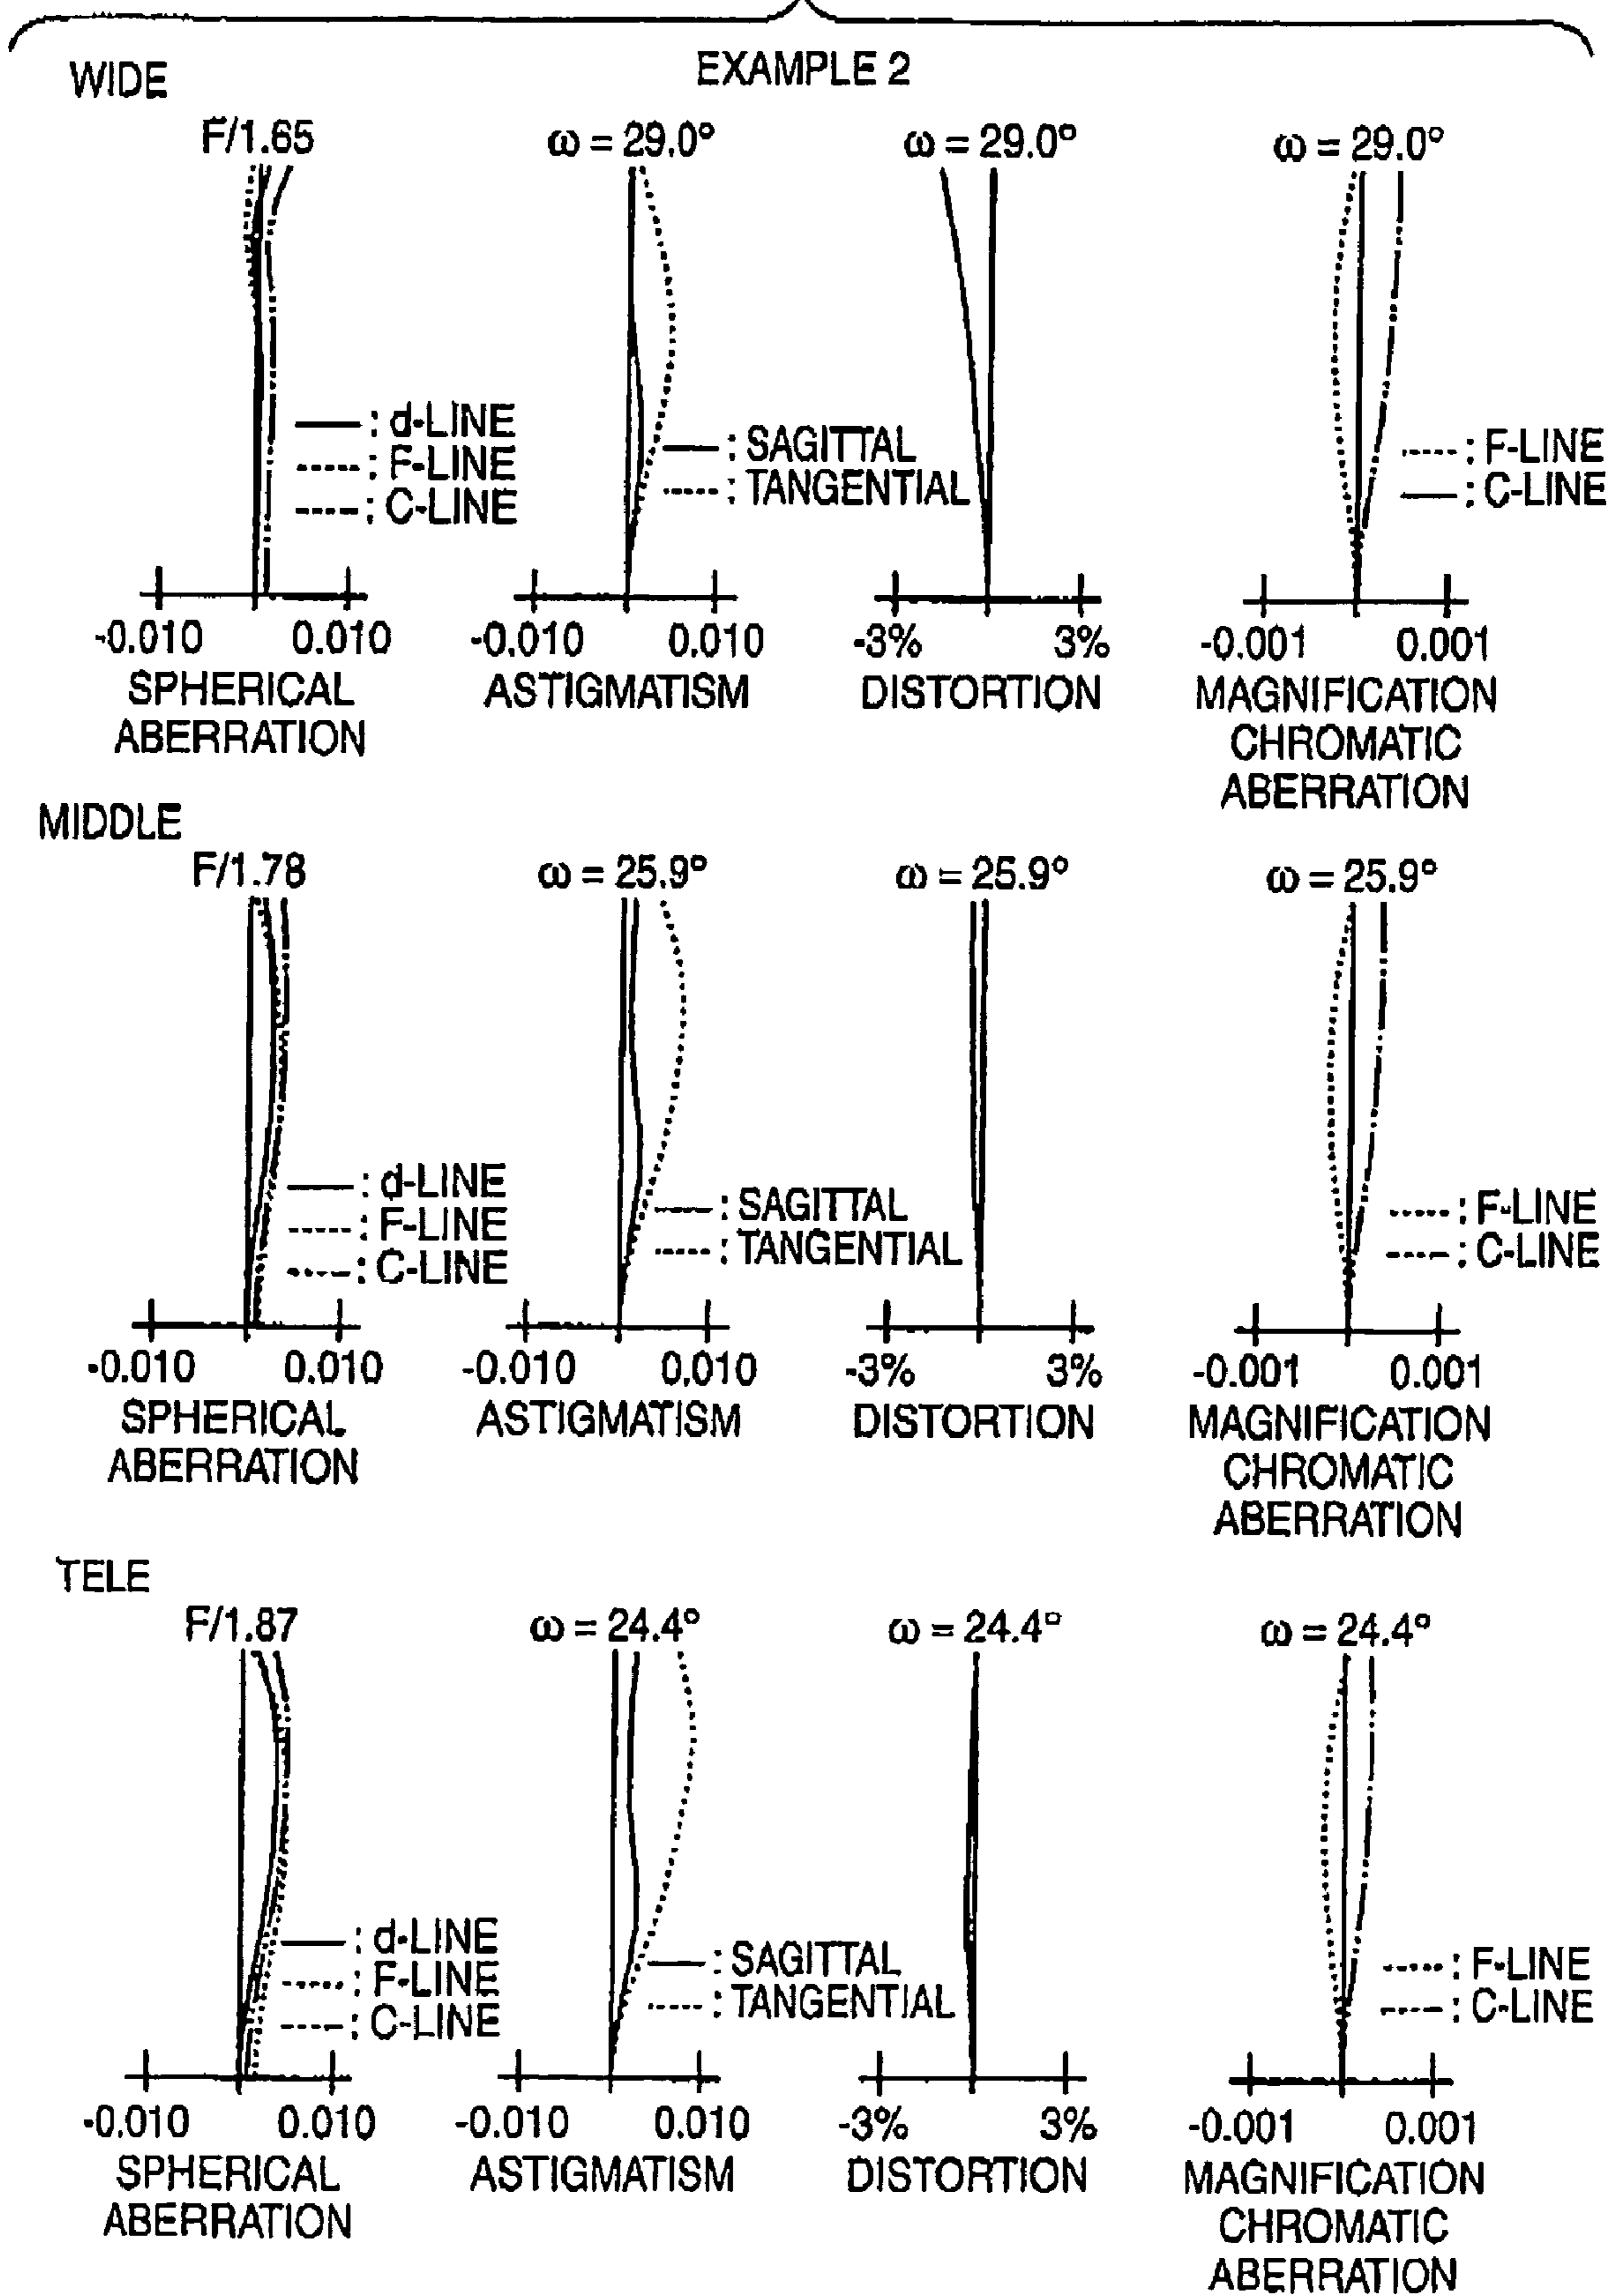 EXAMPLE 2
WIDE
F/1.65
ω = 29.0°
ω = 29.0°
ω = 29.0°
: d-LINE
: F-LINE
: C-LINE
: SAGITTAL
: TANGENTIAL
: F-LINE
: C-LINE
-0.010 0.010
-0.010 0.010
-3% 3%
-0.001 0.001
SPHERICAL
ABERRATION
ASTIGMATISM
DISTORTION
MAGNIFICATION
CHROMATIC
ABERRATION
MIDDLE
F/1.78
ω = 25.9°
ω = 25.9°
ω = 25.9°
: d-LINE
: F-LINE
: C-LINE
: SAGITTAL
: TANGENTIAL
: F-LINE
: C-LINE
-0.010 0.010
-0.010 0.010
-3% 3%
-0.001 0.001
SPHERICAL
ABERRATION
ASTIGMATISM
DISTORTION
MAGNIFICATION
CHROMATIC
ABERRATION
TELE
F/1.87
ω = 24.4°
ω = 24.4°
ω = 24.4°
: d-LINE
: F-LINE
: C-LINE
: SAGITTAL
: TANGENTIAL
: F-LINE
: C-LINE
-0.010 0.010
-0.010 0.010
-3% 3%
-0.001 0.001
SPHERICAL
ABERRATION
ASTIGMATISM
DISTORTION
MAGNIFICATION
CHROMATIC
ABERRATION